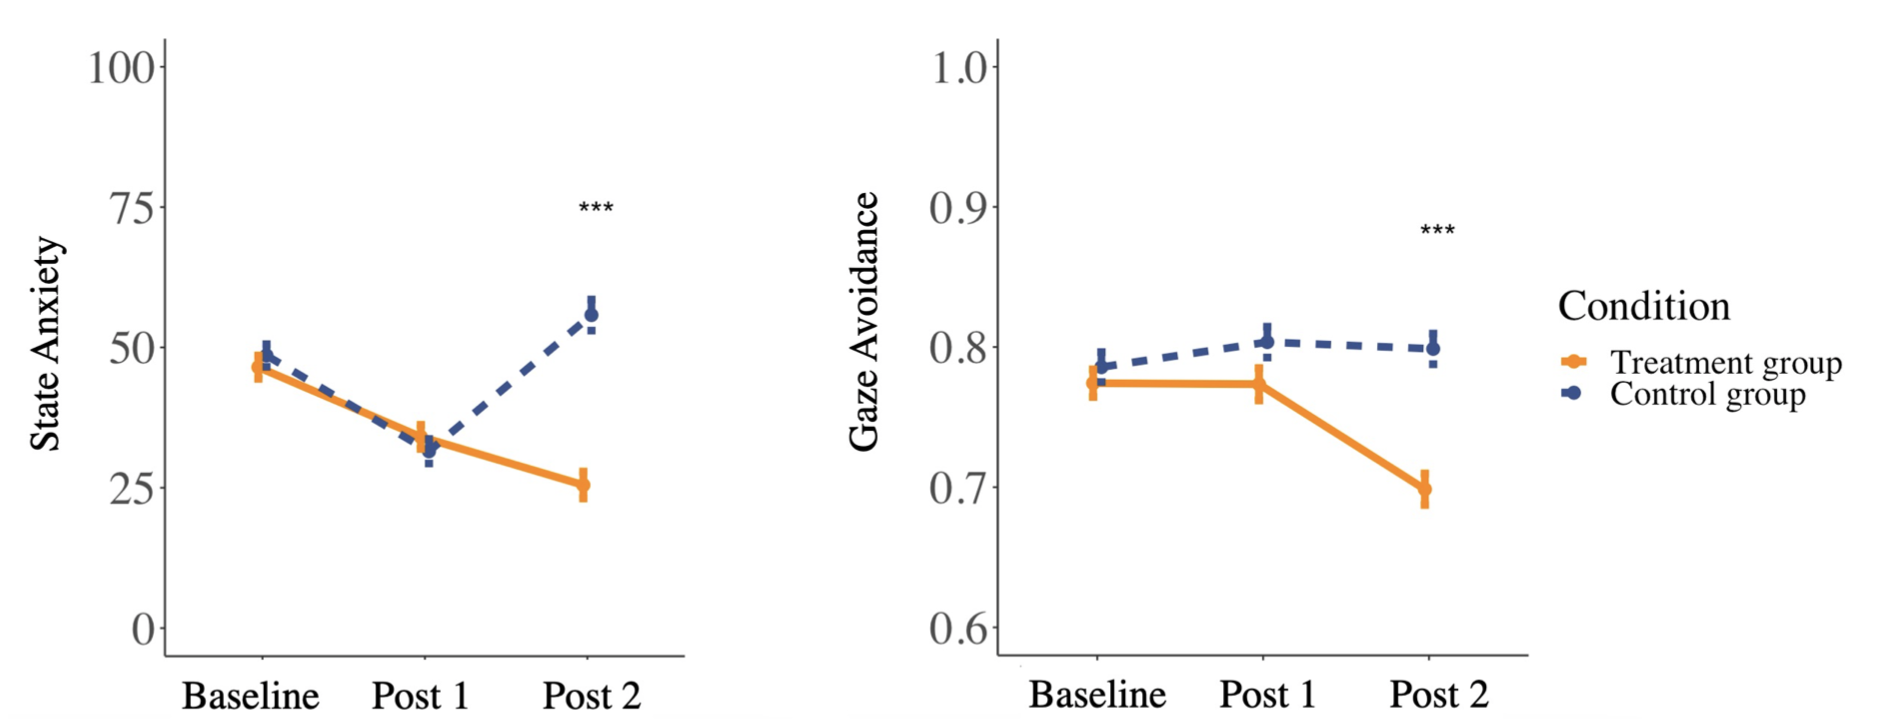 State Anxiety
100
75
50
25
0
***
Baseline
Post 1
Post 2
Gaze Avoidance
1.0
0.9
0.8
0.7
0.6
***
Baseline
Post 1
Post 2
Condition
Treatment group
Control group